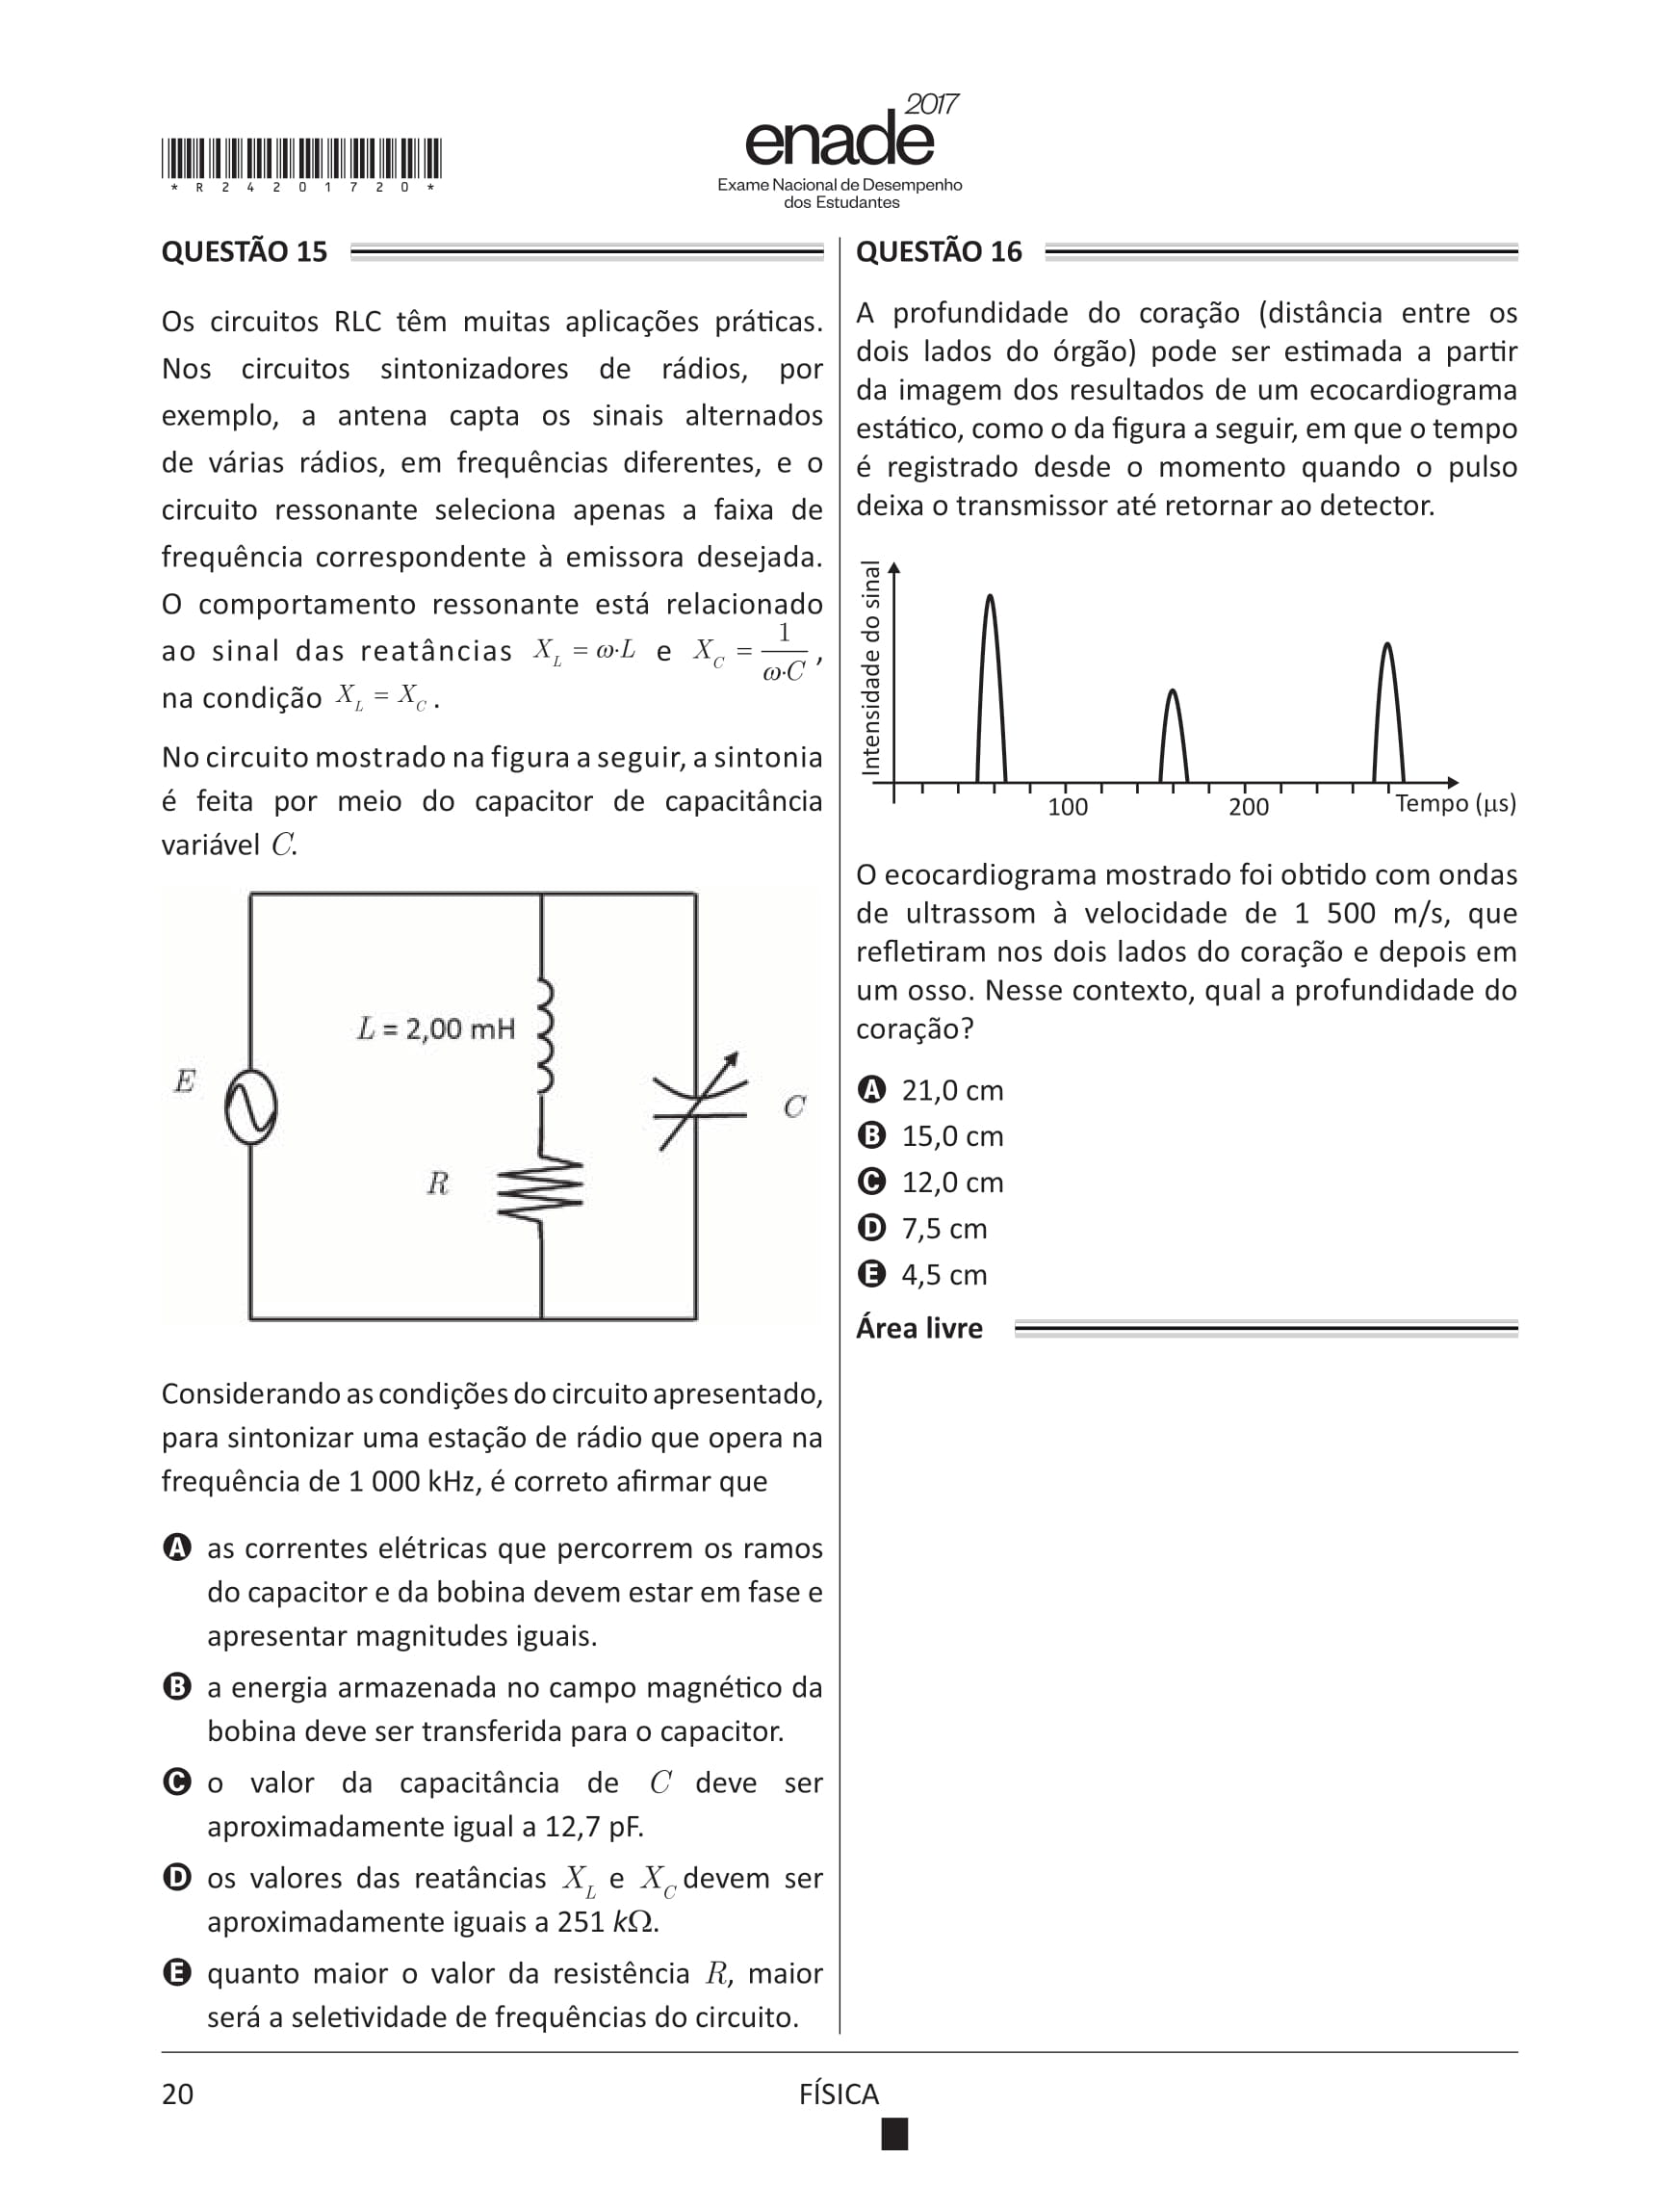 * R 2 4 2 0 1 7 2 0 *
2017
enade
Exame Nacional de Desempenho
dos Estudantes
QUESTÃO 15
Os circuitos RLC têm muitas aplicações práticas.
Nos circuitos sintonizadores de rádios, por
exemplo, a antena capta os sinais alternados
de várias rádios, em frequências diferentes, e o
circuito ressonante seleciona apenas a faixa de
frequência correspondente à emissora desejada.
O comportamento ressonante está relacionado
ao sinal das reatâncias X_L = ω·L e X_C = 1/(ω·C),
na condição X_L = X_C.
No circuito mostrado na figura a seguir, a sintonia
é feita por meio do capacitor de capacitância
variável C.
L = 2,00 mH
E
C
R
Considerando as condições do circuito apresentado,
para sintonizar uma estação de rádio que opera na
frequência de 1 000 kHz, é correto afirmar que
A as correntes elétricas que percorrem os ramos
do capacitor e da bobina devem estar em fase e
apresentar magnitudes iguais.
B a energia armazenada no campo magnético da
bobina deve ser transferida para o capacitor.
C o valor da capacitância de C deve ser
aproximadamente igual a 12,7 pF.
D os valores das reatâncias X_L e X_C devem ser
aproximadamente iguais a 251 kΩ.
E quanto maior o valor da resistência R, maior
será a seletividade de frequências do circuito.
QUESTÃO 16
A profundidade do coração (distância entre os
dois lados do órgão) pode ser estimada a partir
da imagem dos resultados de um ecocardiograma
estático, como o da figura a seguir, em que o tempo
é registrado desde o momento quando o pulso
deixa o transmissor até retornar ao detector.
Intensidade do sinal
100 200 Tempo (μs)
O ecocardiograma mostrado foi obtido com ondas
de ultrassom à velocidade de 1 500 m/s, que
refletiram nos dois lados do coração e depois em
um osso. Nesse contexto, qual a profundidade do
coração?
A 21,0 cm
B 15,0 cm
C 12,0 cm
D 7,5 cm
E 4,5 cm
Área livre
20
FÍSICA